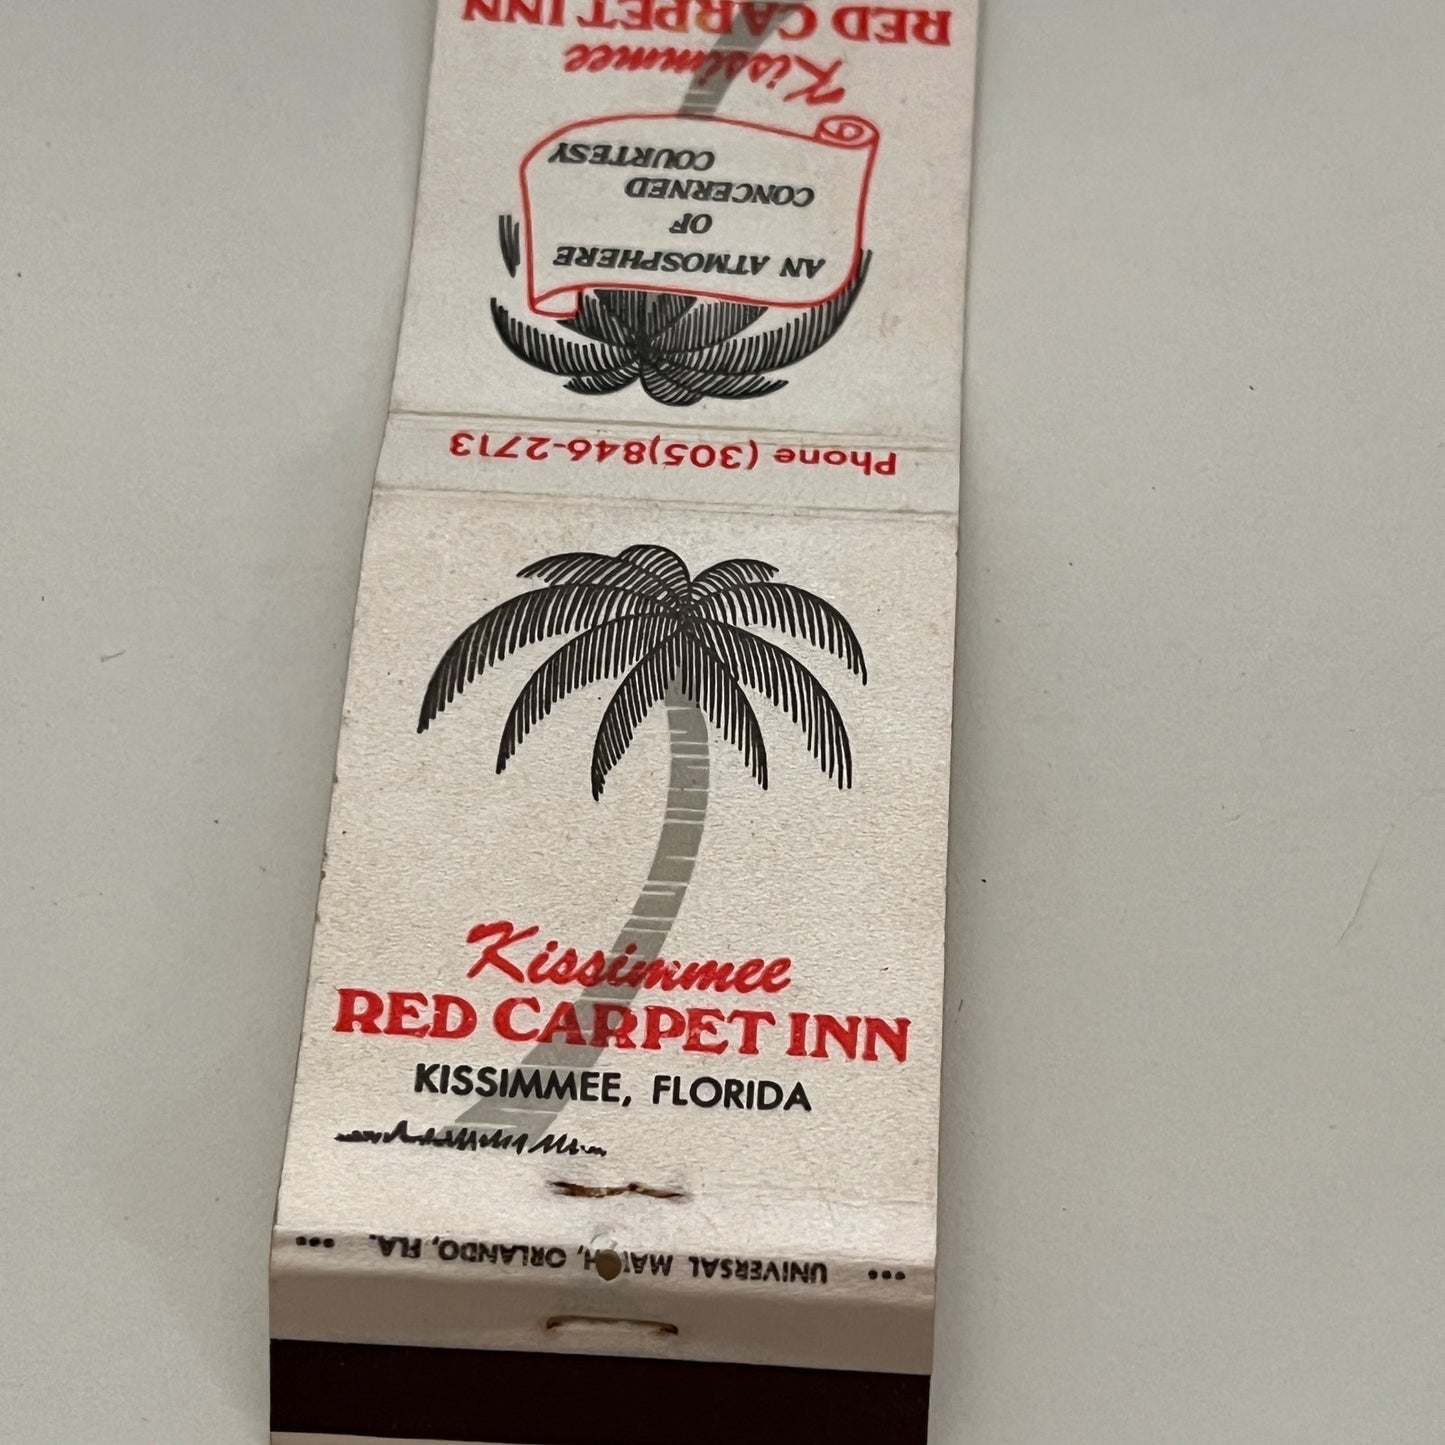 Kissimmee
RED CARPET INN
KISSIMMEE, FLORIDA
Phone (305)846-2713
AN ATMOSPHERE
OF
CONCERNED
COURTESY
Kissimmee
RED CARPET INN
••• UNIVERSAL ORLANDO, FLA. •••